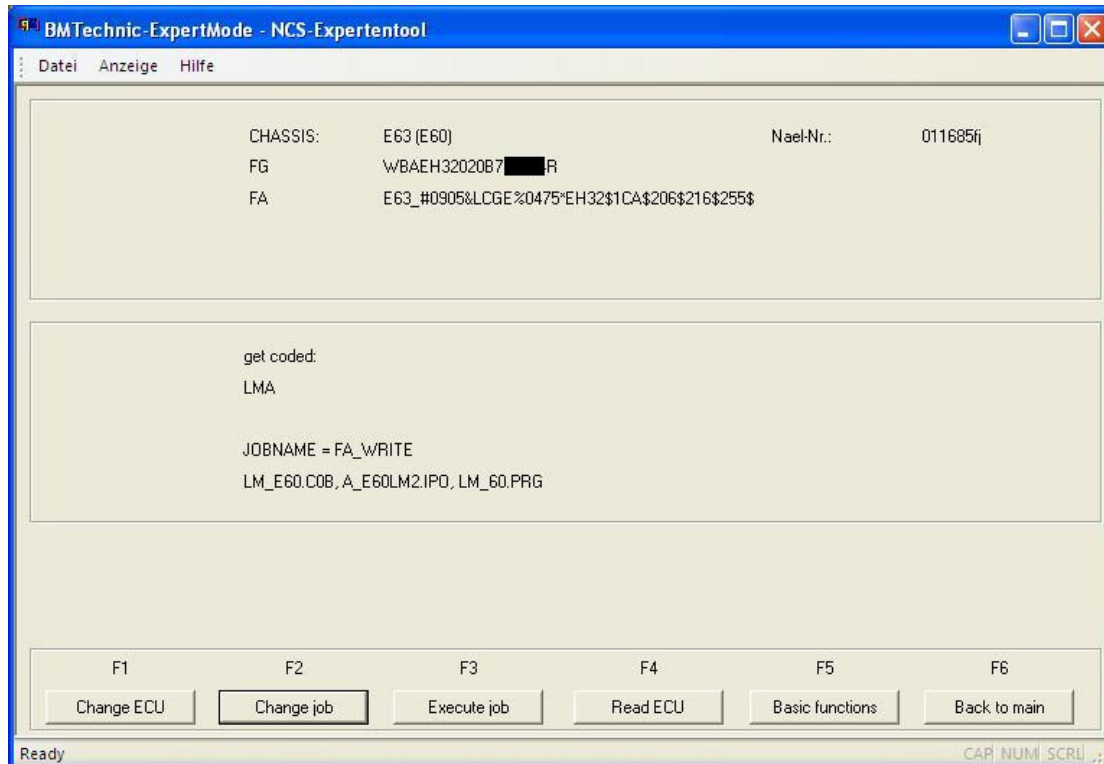 BMTechnic-ExpertMode - NCS-Expertentool
Datei Anzeige Hilfe
CHASSIS: E63 (E60) Nael-Nr.: 011685fj
FG WBAEH32020B7 R
FA E63_#0905&LCGE%0475*EH32$1CA$206$216$255$
get coded:
LMA
JOBNAME = FA_WRITE
LM_E60.C0B, A_E60LM2.IPO, LM_60.PRG
F1 F2 F3 F4 F5 F6
Change ECU Change job Execute job Read ECU Basic functions Back to main
Ready CAP NUM SCRL